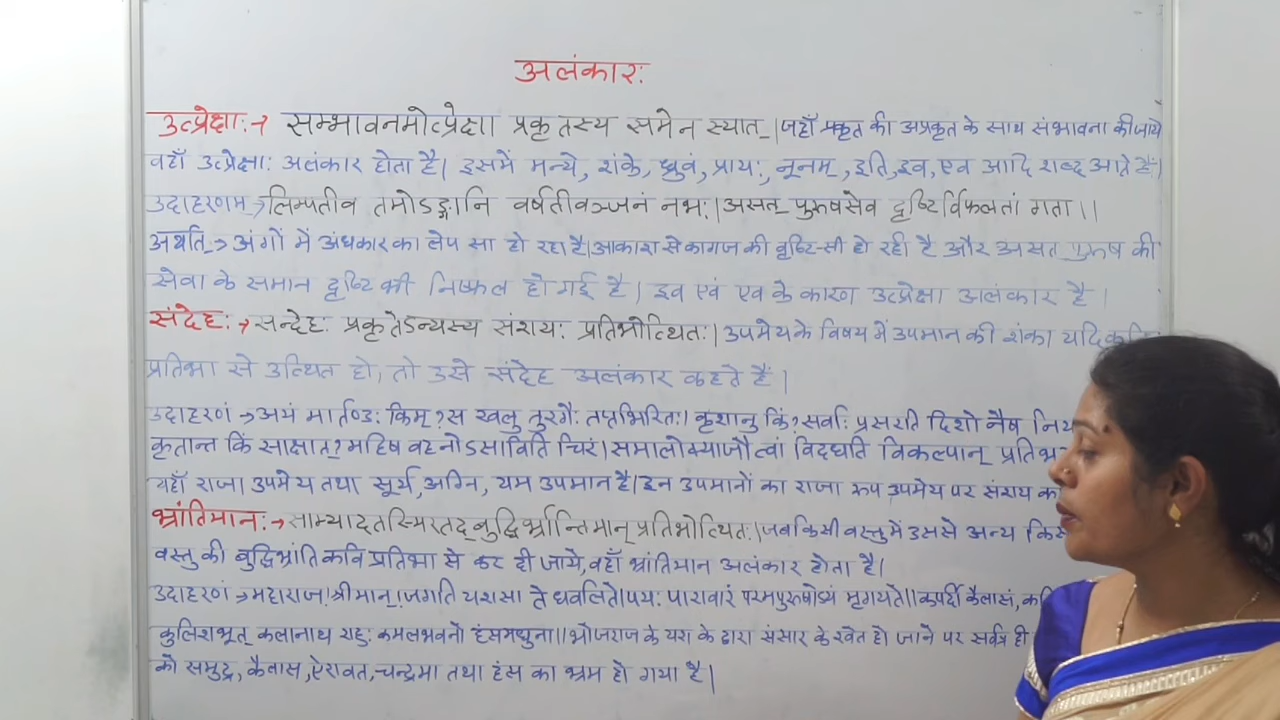 अलंकारः
उत्प्रेक्षाः→ सम्भावनमोत्प्रेक्षा प्रकृतस्य समेन स्यात्।जहाँ प्रकृत की अप्रकृत के साथ संभावना की जाये
वहाँ उत्प्रेक्षाः अलंकार होता है। इसमें मन्ये, शंके, ध्रुवं, प्रायः, नूनम्, इति, इव, एव आदि शब्द आते हैं।
उदाहरणम→लिम्पतीव तमोऽङ्गानि वर्षतीवञ्जनं नभः।असत् पुरुषसेव दृष्टिर्विफलतां गता।।
अर्थात्→ अंगों में अंधकार का लेप सा हो रहा है।आकाश से कागज की वृष्टि-सी हो रही है और असत् पुरुष की
सेवा के समान दृष्टि की निष्फल हो गई है। इव एवं एव के कारण उत्प्रेक्षा अलंकार है।
संदेहः→ सन्देहः प्रकृतेऽन्यस्य संशयः प्रतिभोत्थितः। उपमेय के विषय में उपमान की शंका यदि
प्रतिभा से उत्थित हो, तो उसे संदेह अलंकार कहते हैं।
उदाहरणं→अयं मार्तण्डः किम्? स खलु तुरगैः कृशानु किं? सर्वाः प्रसरति दिशो नैष
कृतान्त किं साक्षात्? महिष वहनोऽसाविति चिरं।समालोक्याजौ त्वां विदधति विकल्पान्
यहाँ राजा उपमेय तथा सूर्य, अग्नि, यम उपमान है।इन उपमानों का राजा रुप उपमेय पर संशय
भ्रांतिमानः→साम्यादतस्मिस्तद् बुद्धिर्भ्रान्तिमान् प्रतिभोत्थितः।जब किसी वस्तु में उससे अन्य
वस्तु की बुद्धिभ्रांति कवि प्रतिभा से कर दी जाये, वहाँ भ्रांतिमान अलंकार होता है।
उदाहरणं→महाराज! श्रीमान्!जगति यशसा ते धवलिते।पयः पारावारं परमपुरुषोऽयं मृगयते।।कपर्दी कैलासं,
कुलिशभृत् कलानाथ राहुः कमलभवनो हंसमधुना।।भोजराज के यश के द्वारा संसार के श्वेत हो जाने पर सर्वत्र ही
को समुद्र, कैलास, ऐरावत, चन्द्रमा तथा हंस का भ्रम हो गया है।